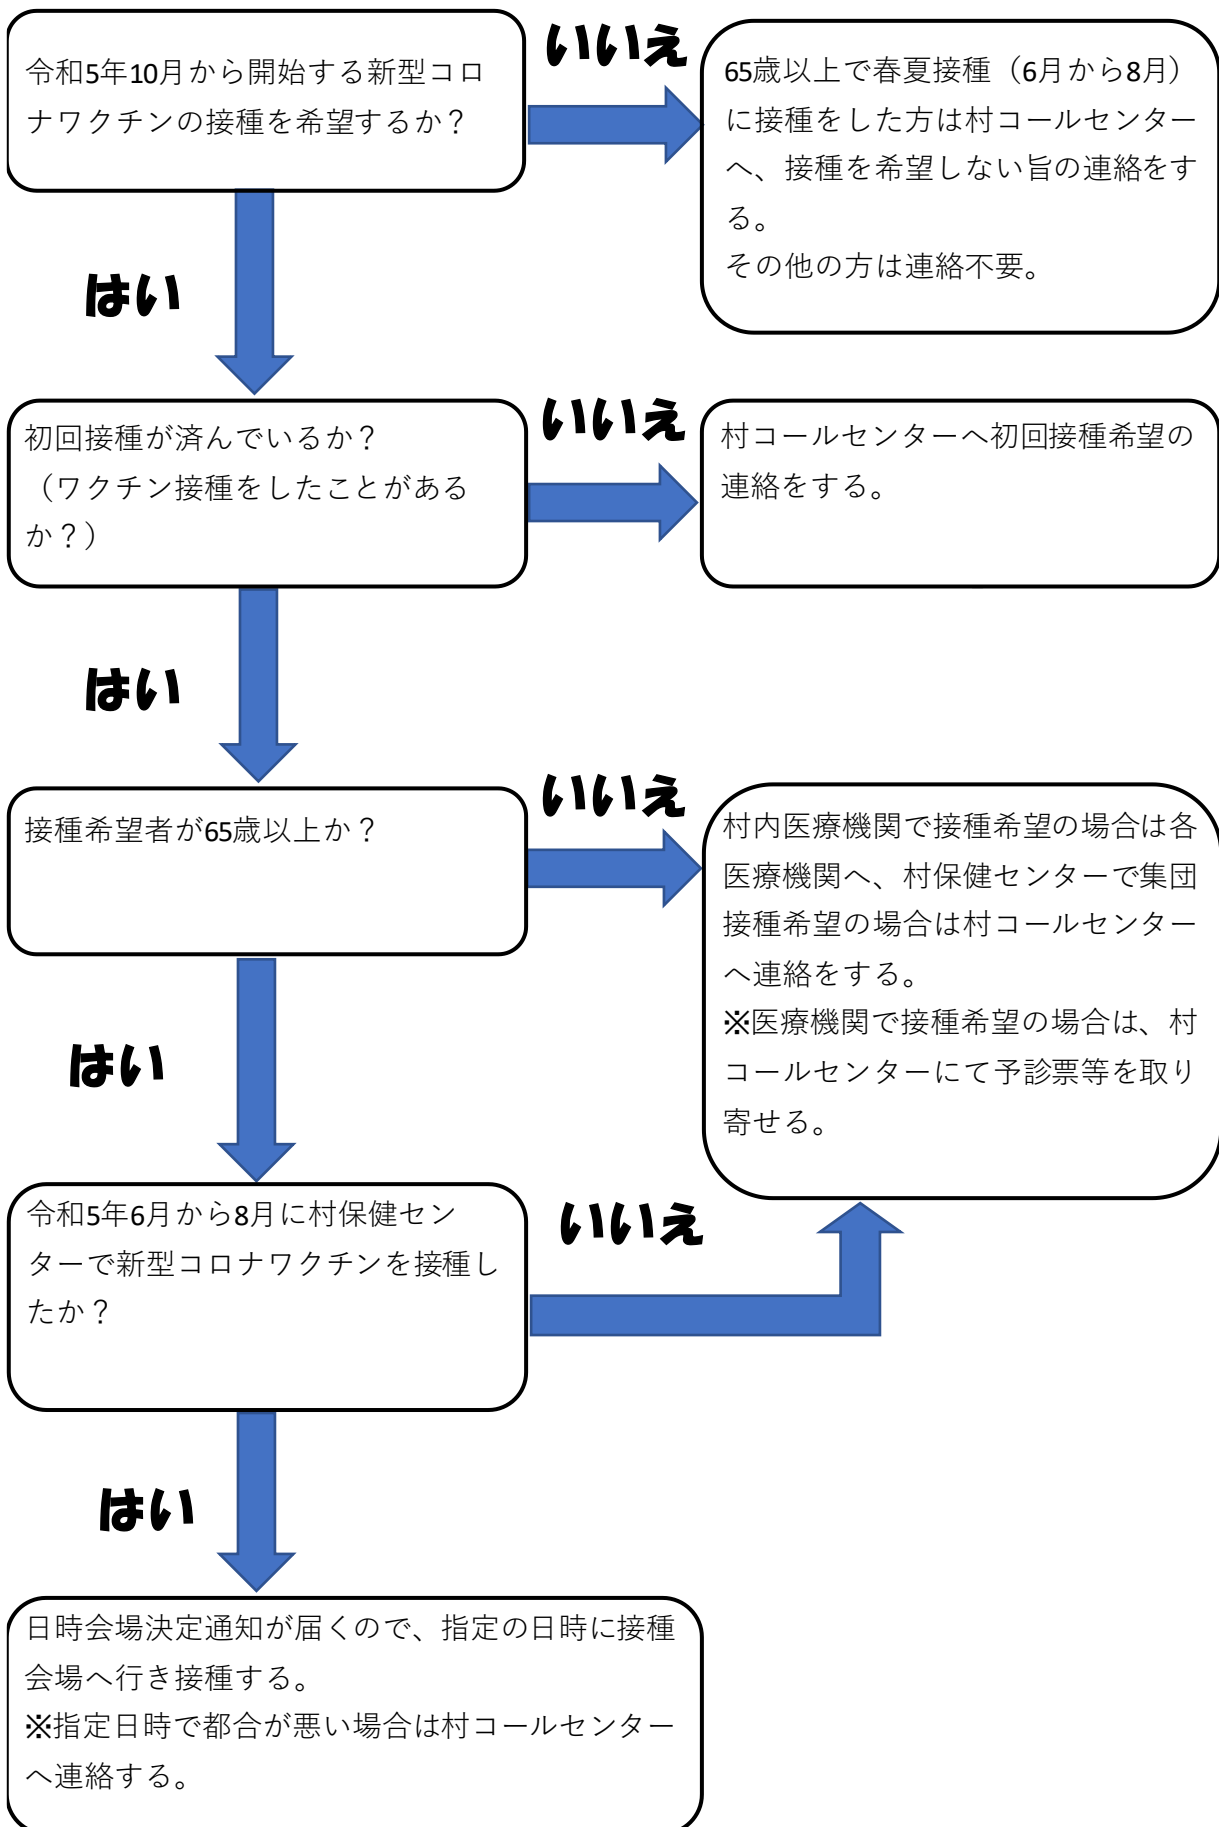 令和5年10月から開始する新型コロ
ナワクチンの接種を希望するか？
いいえ
65歳以上で春夏接種（6月から8月）
に接種をした方は村コールセンター
へ、接種を希望しない旨の連絡をす
る。
その他の方は連絡不要。
はい
初回接種が済んでいるか？
（ワクチン接種をしたことがある
か？）
いいえ
村コールセンターへ初回接種希望の
連絡をする。
はい
接種希望者が65歳以上か？
いいえ
村内医療機関で接種希望の場合は各
医療機関へ、村保健センターで集団
接種希望の場合は村コールセンター
へ連絡をする。
※医療機関で接種希望の場合は、村
コールセンターにて予診票等を取り
寄せる。
はい
令和5年6月から8月に村保健セン
ターで新型コロナワクチンを接種し
たか？
いいえ
はい
日時会場決定通知が届くので、指定の日時に接種
会場へ行き接種する。
※指定日時で都合が悪い場合は村コールセンター
へ連絡する。